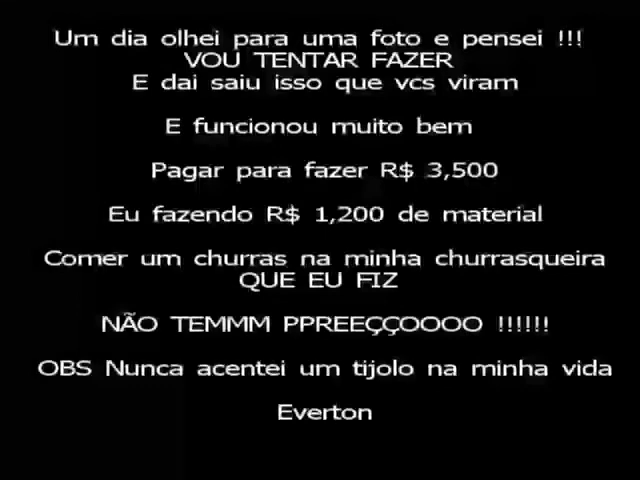 Um dia olhei para uma foto e pensei !!!
VOU TENTAR FAZER
E dai saiu isso que vcs viram
E funcionou muito bem
Pagar para fazer R$ 3,500
Eu fazendo R$ 1,200 de material
Comer um churras na minha churrasqueira
QUE EU FIZ
NÃO TEMMM PPREEÇÇOOOO !!!!!!
OBS Nunca acentei um tijolo na minha vida
Everton